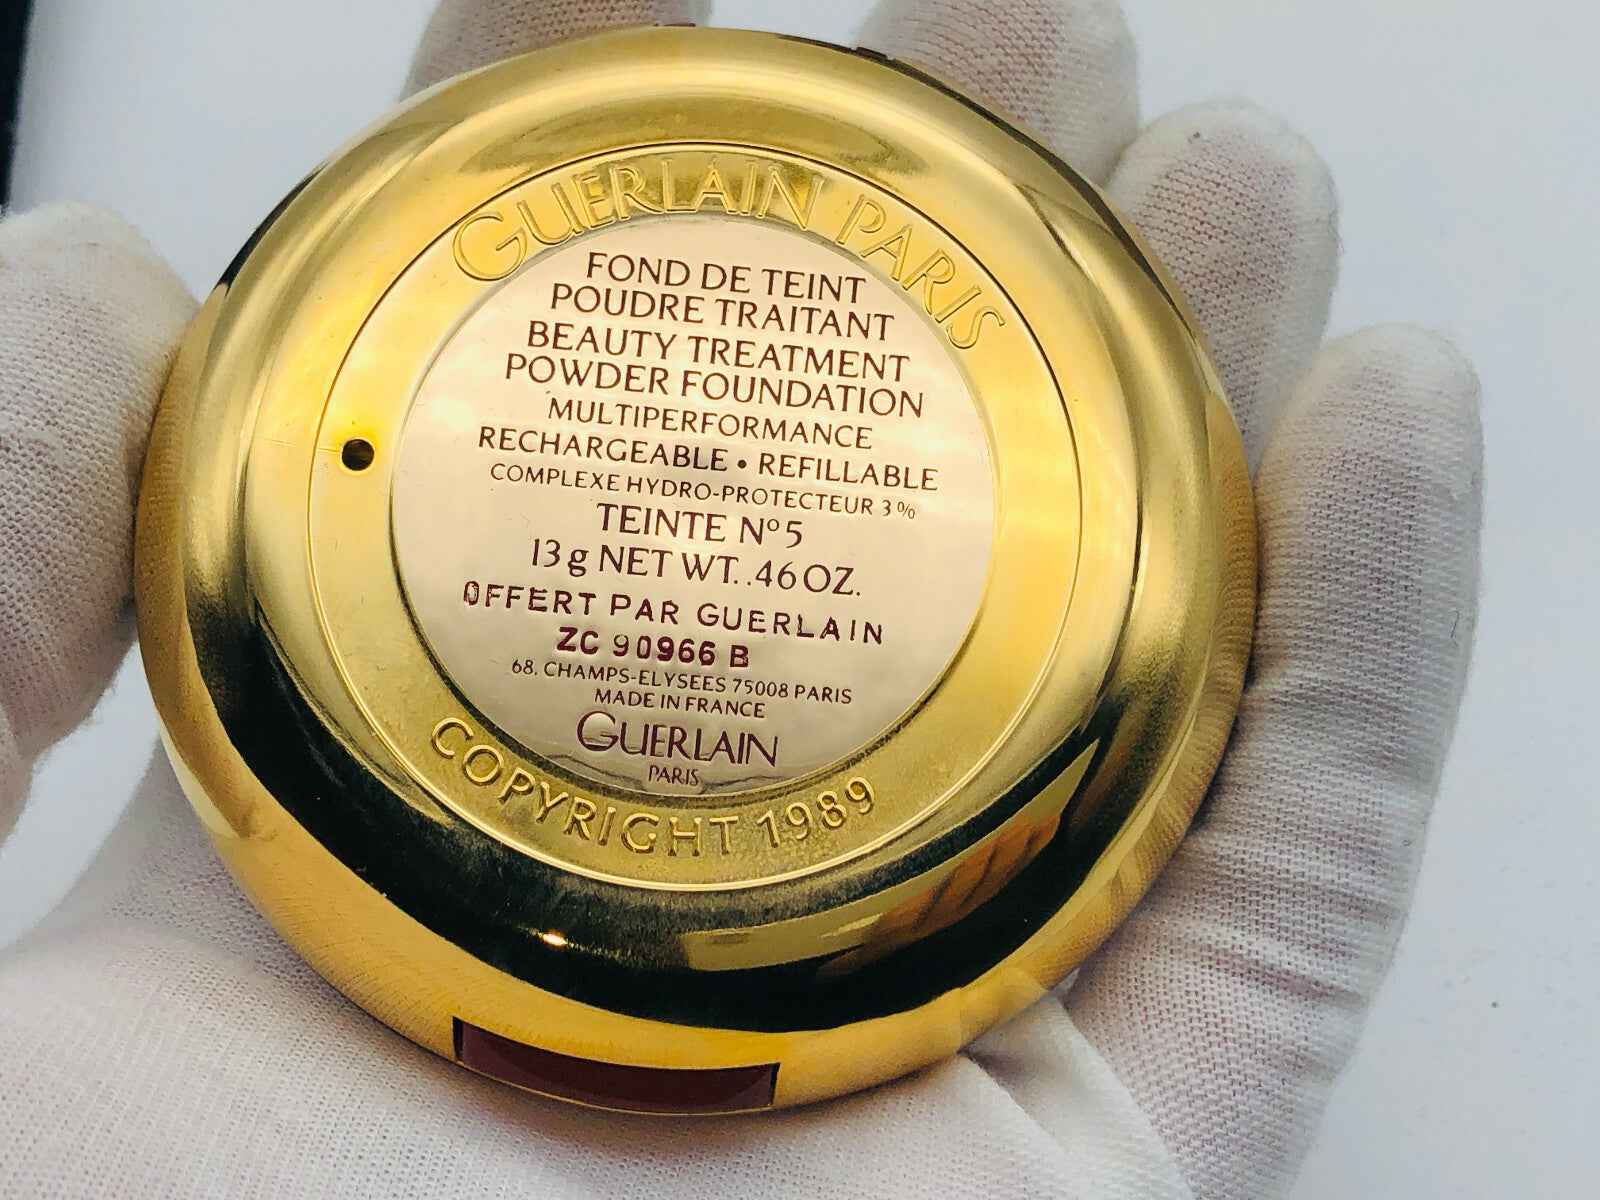 GUERLAIN PARIS
FOND DE TEINT
POUDRE TRAITANT
BEAUTY TREATMENT
POWDER FOUNDATION
MULTIPERFORMANCE
RECHARGEABLE • REFILLABLE
COMPLEXE HYDRO-PROTECTEUR 3%
TEINTE Nº 5
13 g NET WT. .46 OZ.
OFFERT PAR GUERLAIN
ZC 90966 B
68, CHAMPS-ELYSEES 75008 PARIS
MADE IN FRANCE
GUERLAIN
PARIS
COPYRIGHT 1989